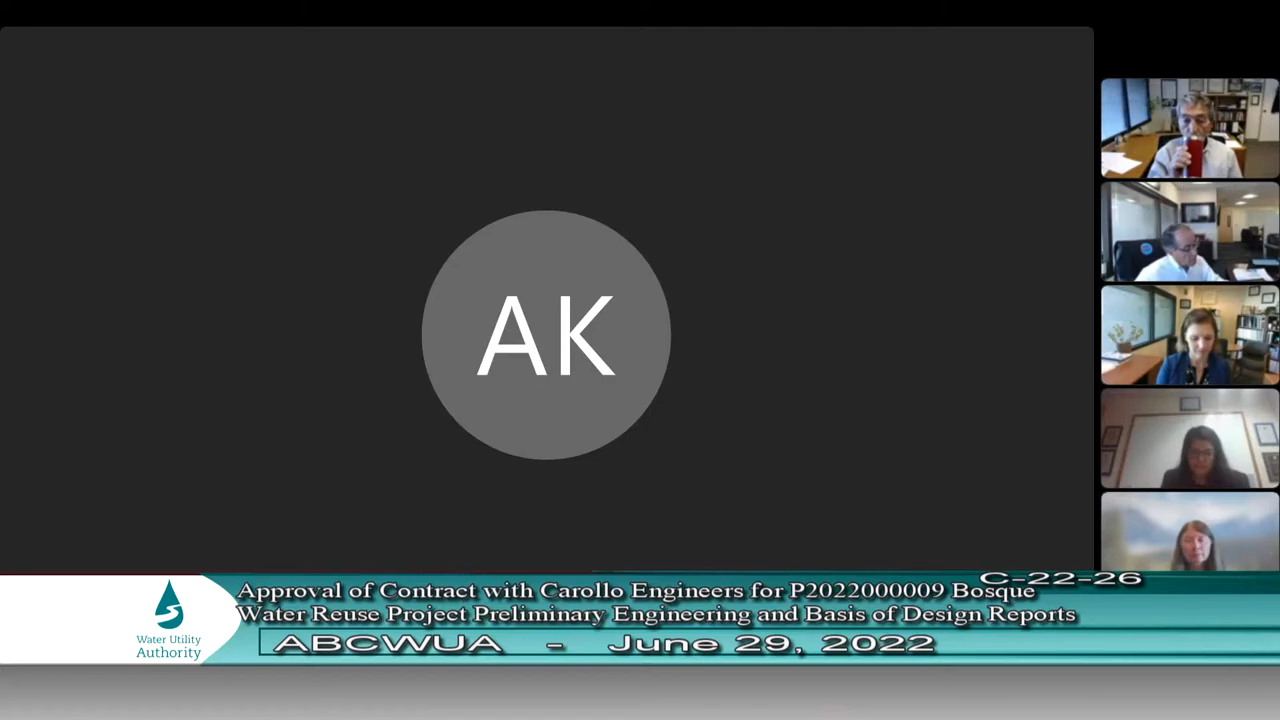 AK
C-22-26
Approval of Contract with Carollo Engineers for P2022000009 Bosque
Water Reuse Project Preliminary Engineering and Basis of Design Reports
ABCWUA - June 29, 2022
Water Utility
Authority